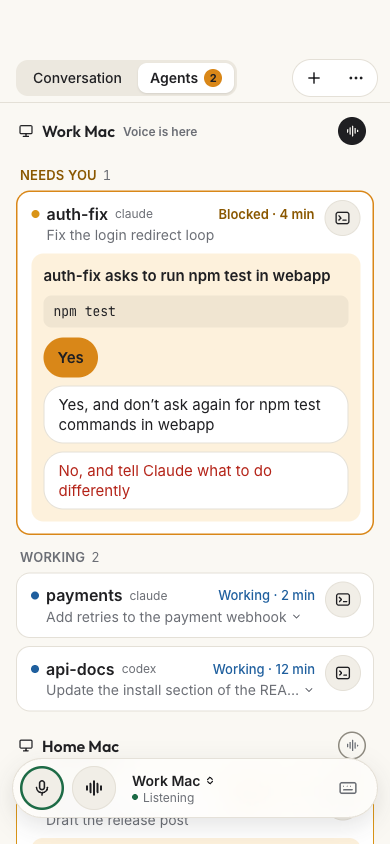 Conversation
Agents 2
Work Mac Voice is here
NEEDS YOU 1
auth-fix claude Blocked · 4 min
Fix the login redirect loop
auth-fix asks to run npm test in webapp
npm test
Yes
Yes, and don’t ask again for npm test
commands in webapp
No, and tell Claude what to do
differently
WORKING 2
payments claude Working · 2 min
Add retries to the payment webhook
api-docs codex Working · 12 min
Update the install section of the REA...
Home Mac
Work Mac
Listening
Draft the release post